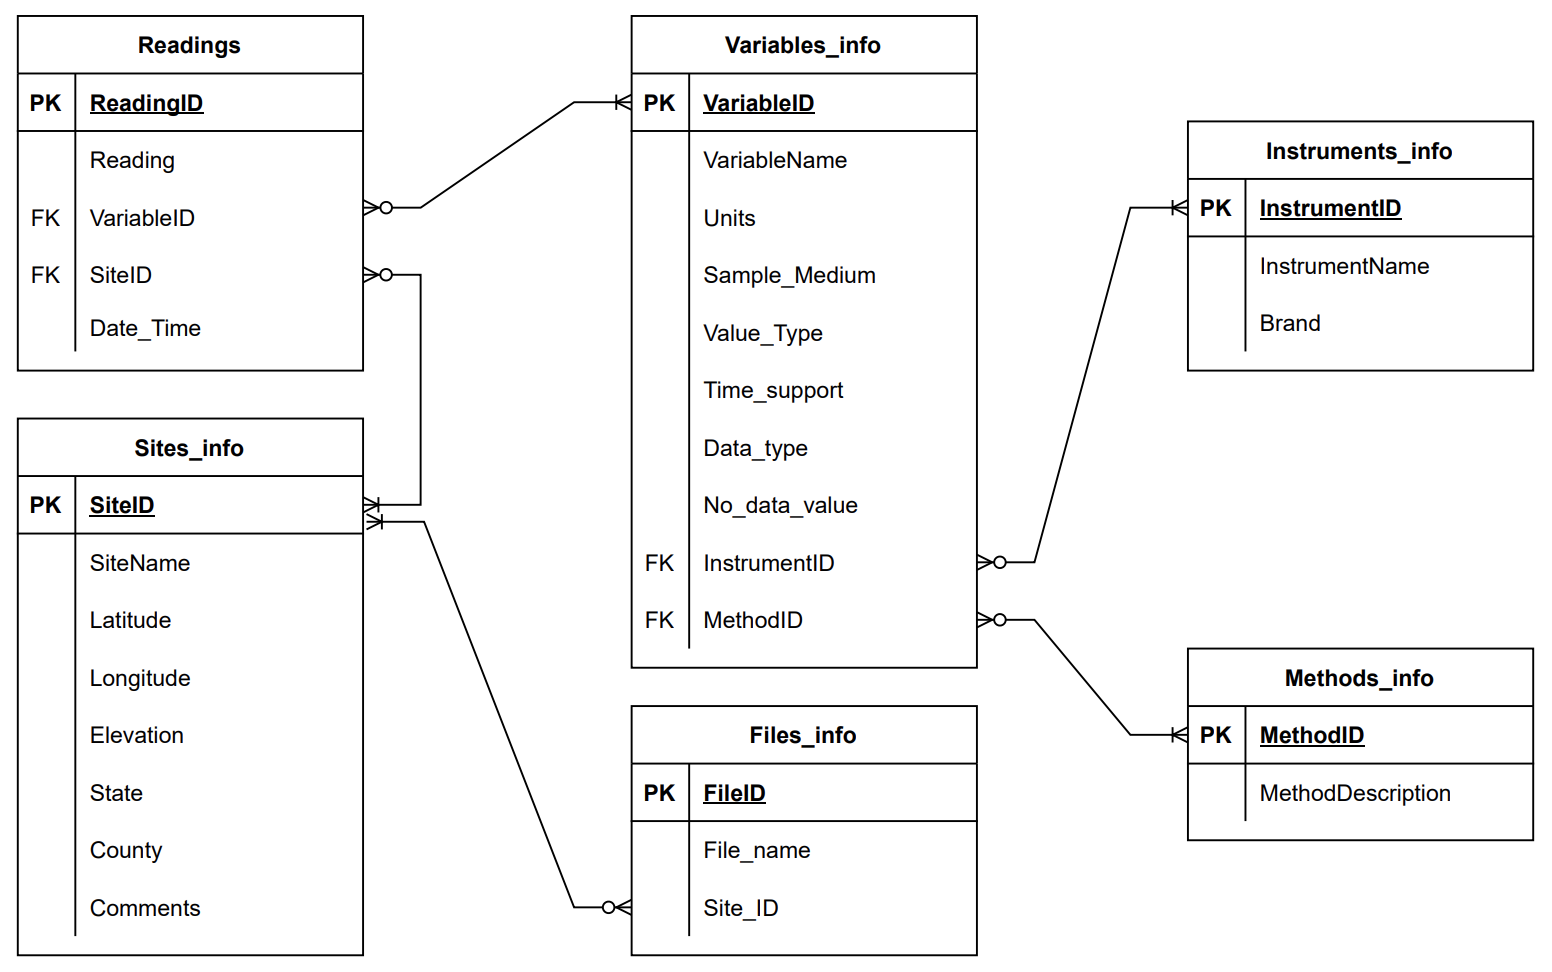 Readings
PK ReadingID
Reading
FK VariableID
FK SiteID
Date_Time
Sites_info
PK SiteID
SiteName
Latitude
Longitude
Elevation
State
County
Comments
Variables_info
PK VariableID
VariableName
Units
Sample_Medium
Value_Type
Time_support
Data_type
No_data_value
FK InstrumentID
FK MethodID
Files_info
PK FileID
File_name
Site_ID
Instruments_info
PK InstrumentID
InstrumentName
Brand
Methods_info
PK MethodID
MethodDescription